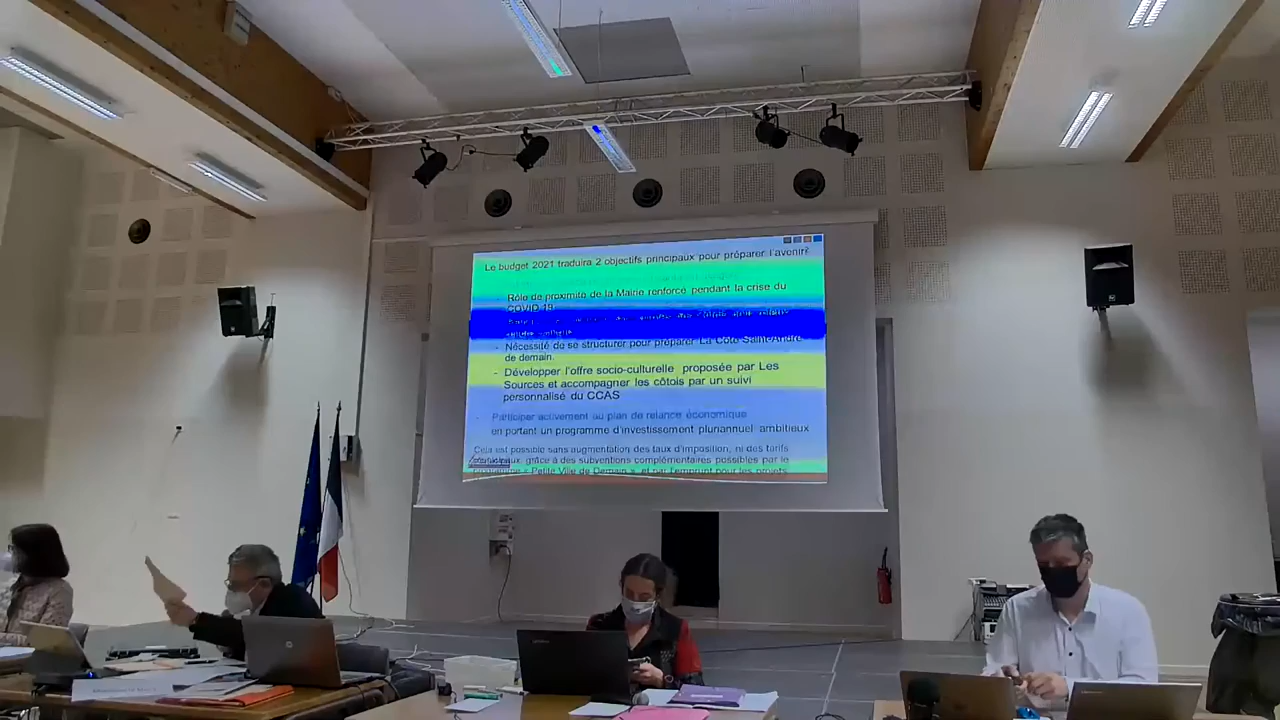 Le budget 2021 traduira 2 objectifs principaux pour préparer l'avenir?
Rôle de proximité de la Mairie renforcé pendant la crise du
COVID 19
- Nécessité de se structurer pour préparer La Côte Saint-André
de demain.
- Développer l'offre socio-culturelle proposée par Les
Sources et accompagner les côtois par un suivi
personnalisé du CCAS
- Participer activement au plan de relance économique
en portant un programme d'investissement pluriannuel ambitieux
Cela est possible sans augmentation des taux d'imposition, ni des tarifs
grâce à des subventions complémentaires possibles par le
programme « Petite Ville de Demain », et par l'emprunt pour les projets